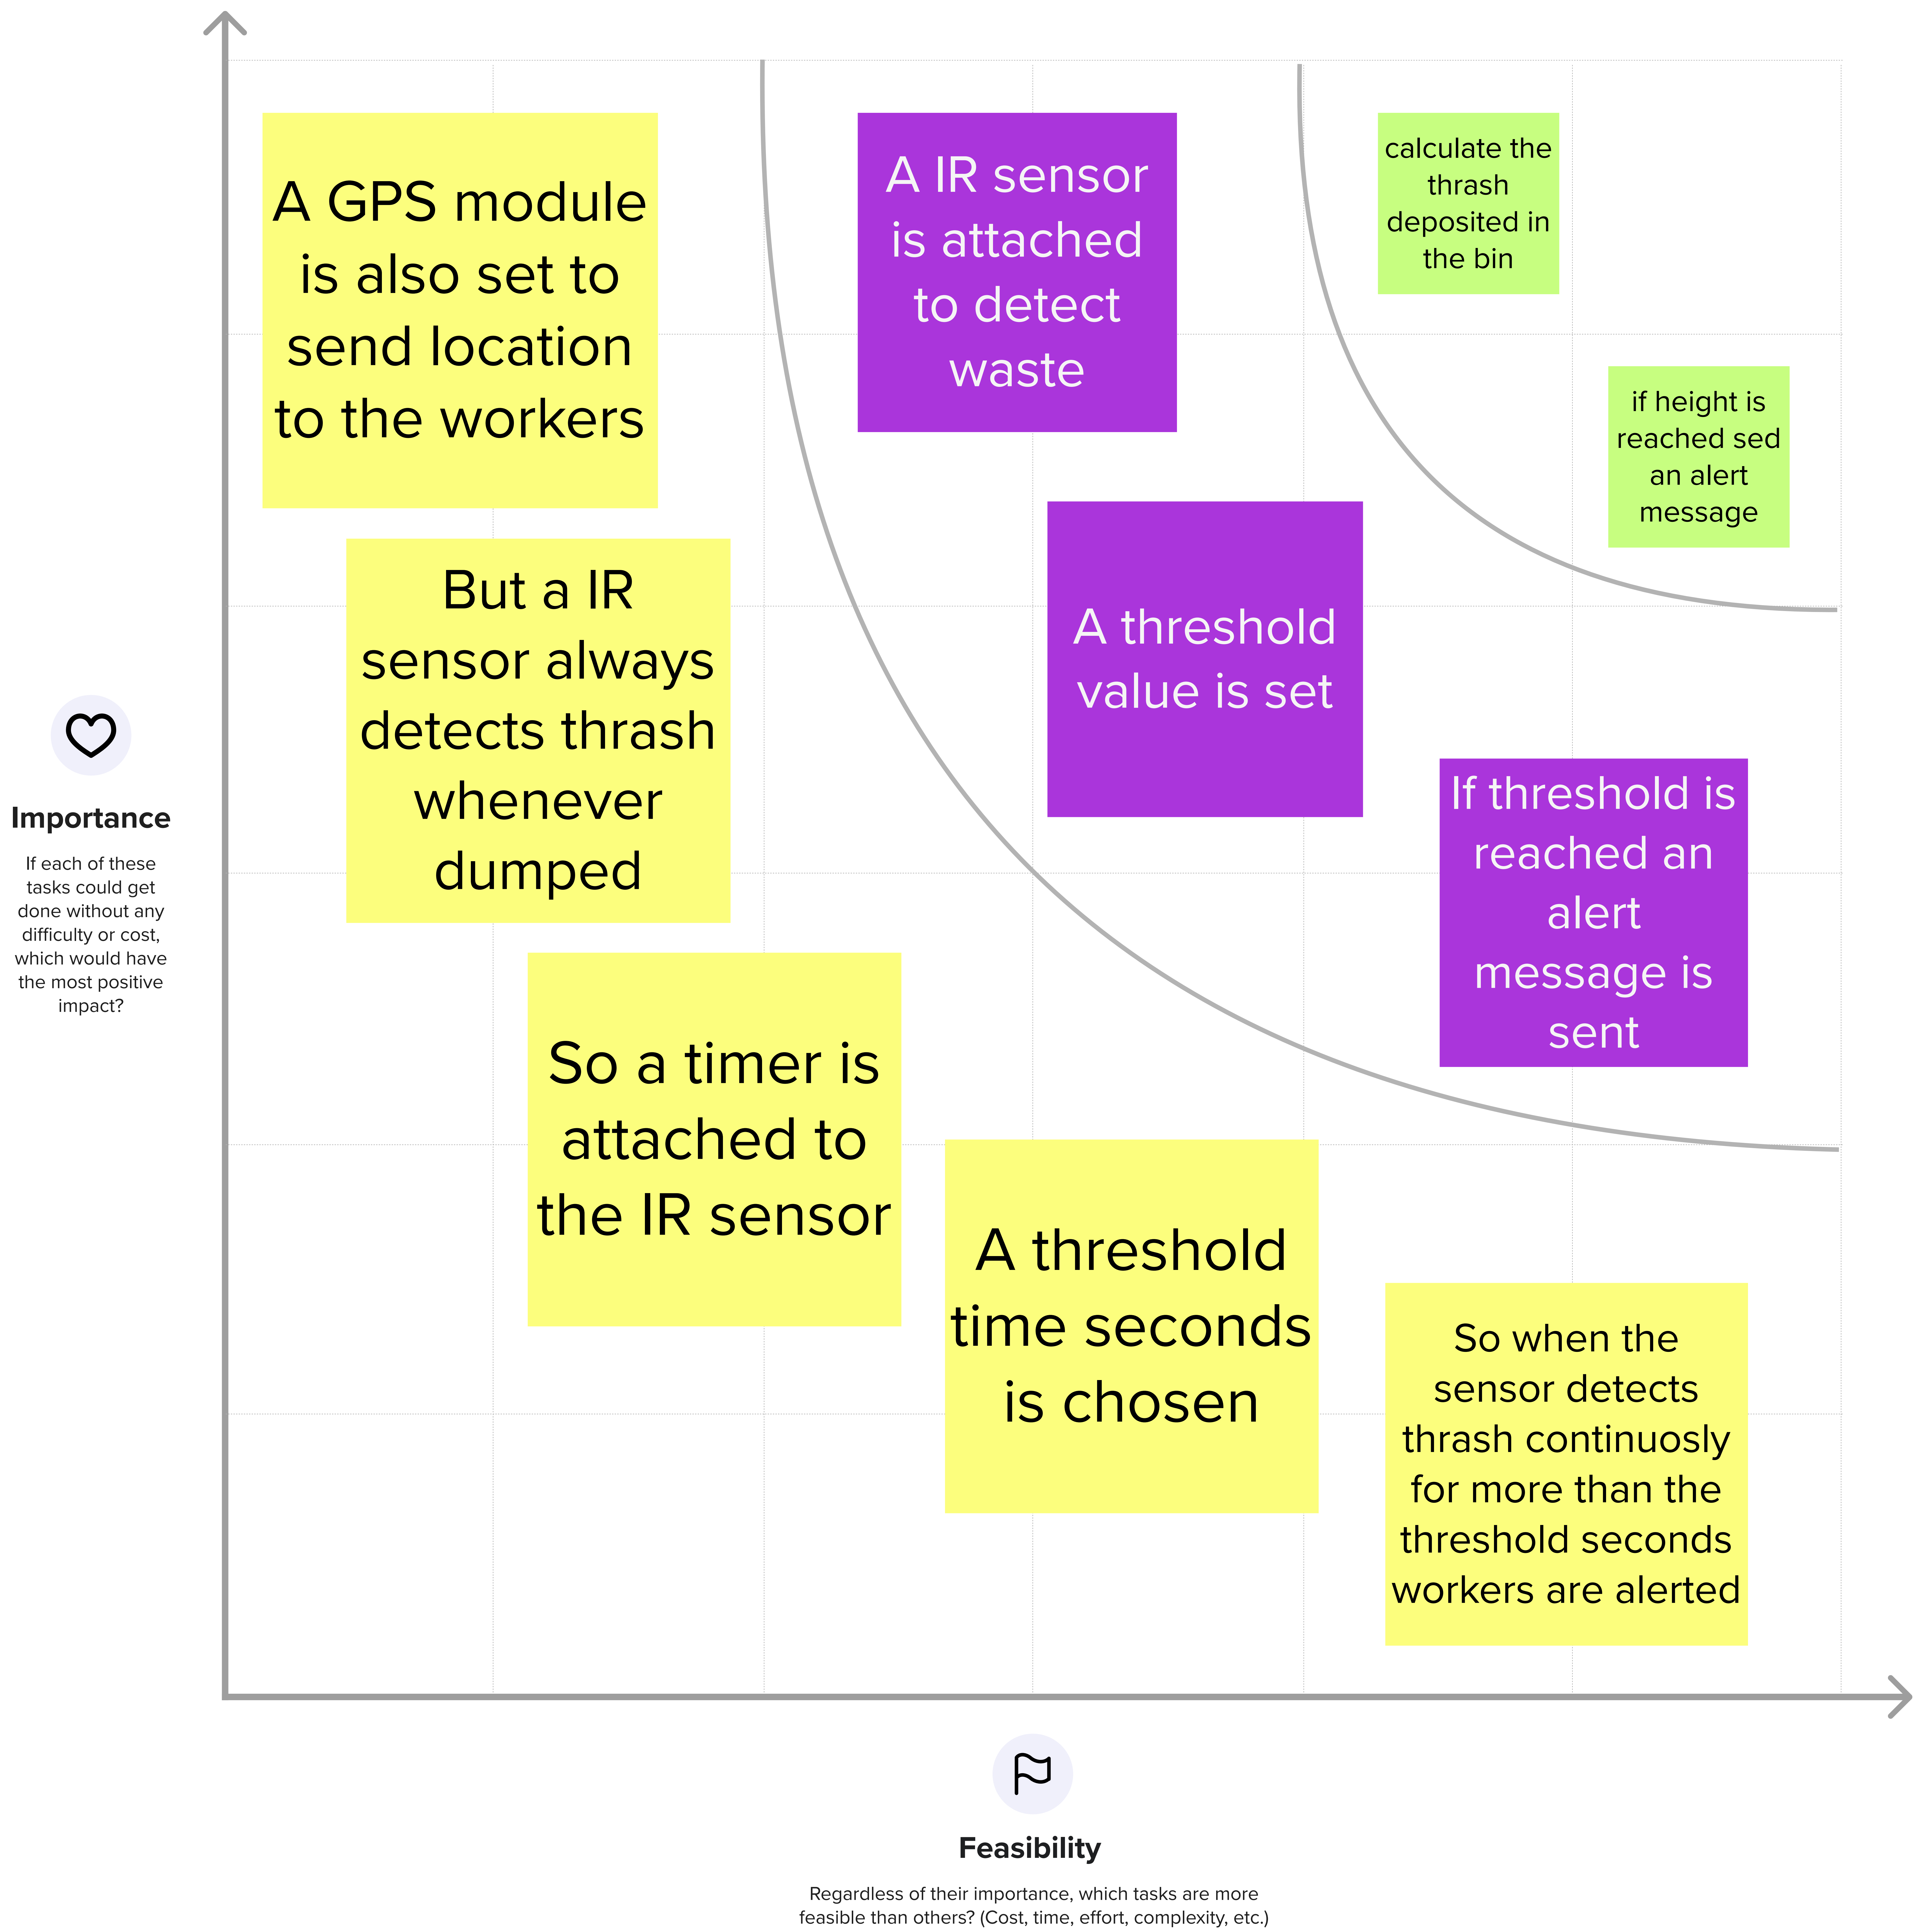 A GPS module
is also set to
send location
to the workers
A IR sensor
is attached
to detect
waste
calculate the
thrash
deposited in
the bin
if height is
reached sed
an alert
message
But a IR
sensor always
detects thrash
whenever
dumped
A threshold
value is set
If threshold is
reached an
alert
message is
sent
Importance
If each of these
tasks could get
done without any
difficulty or cost,
which would have
the most positive
impact?
So a timer is
attached to
the IR sensor
A threshold
time seconds
is chosen
So when the
sensor detects
thrash continuosly
for more than the
threshold seconds
workers are alerted
Feasibility
Regardless of their importance, which tasks are more
feasible than others? (Cost, time, effort, complexity, etc.)